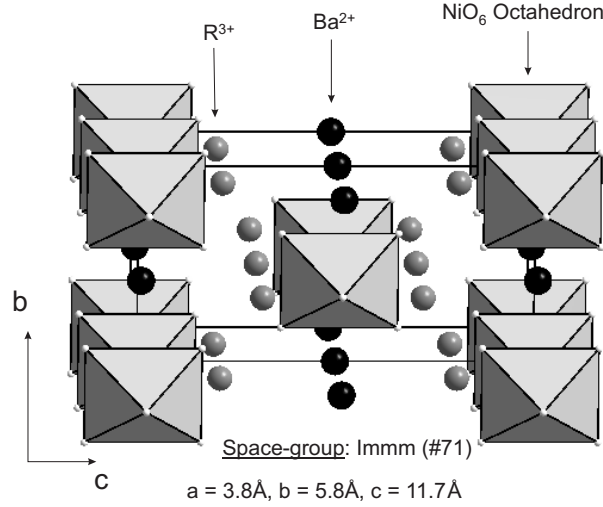 R³⁺ Ba²⁺ NiO₆ Octahedron
b
c
Space-group: Immm (#71)
a = 3.8Å, b = 5.8Å, c = 11.7Å